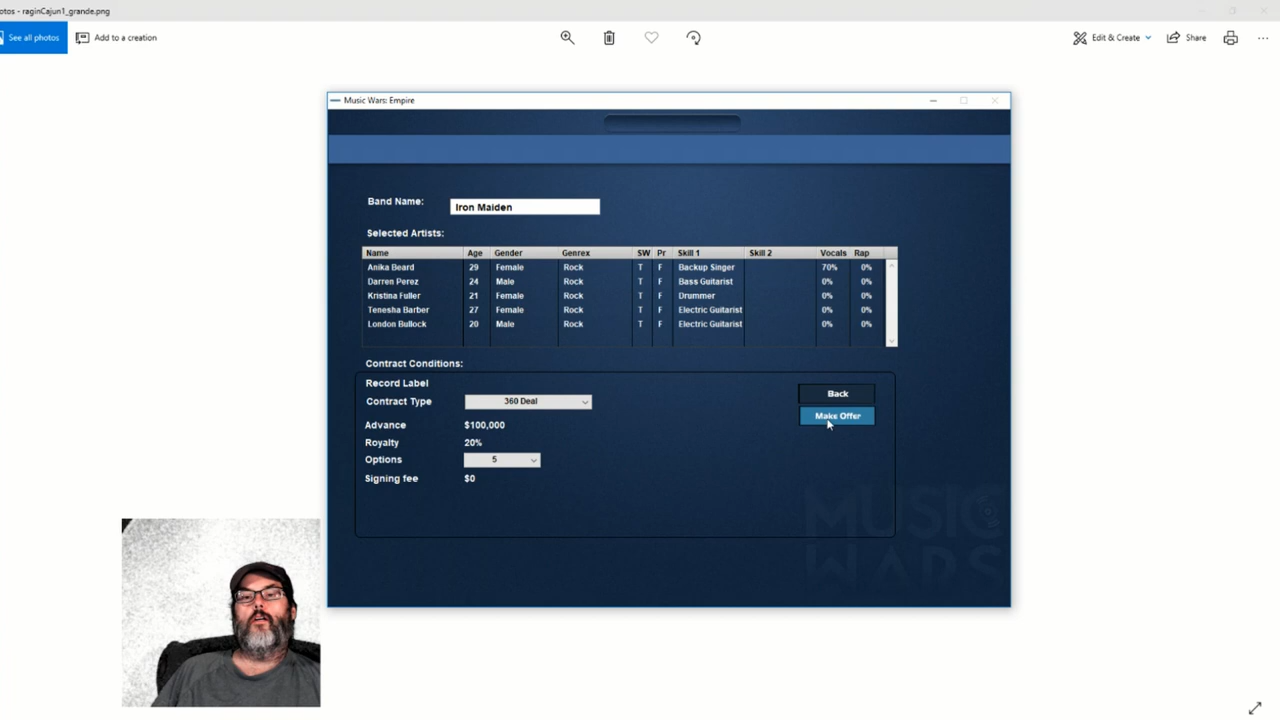 otos - raginCajun1_grande.png
See all photos Add to a creation Edit & Create Share
Music Wars: Empire
Band Name: Iron Maiden
Selected Artists:
Name Age Gender Genrex SW Pr Skill 1 Skill 2 Vocals Rap
Anika Beard 29 Female Rock T F Backup Singer 70% 0%
Darren Perez 24 Male Rock T F Bass Guitarist 0% 0%
Kristina Fuller 21 Female Rock T F Drummer 0% 0%
Tenesha Barber 27 Female Rock T F Electric Guitarist 0% 0%
London Bullock 20 Male Rock T F Electric Guitarist 0% 0%
Contract Conditions:
Record Label
Back
Contract Type 360 Deal
Make Offer
Advance $100,000
Royalty 20%
Options 5
Signing fee $0
MUSIC
WARS